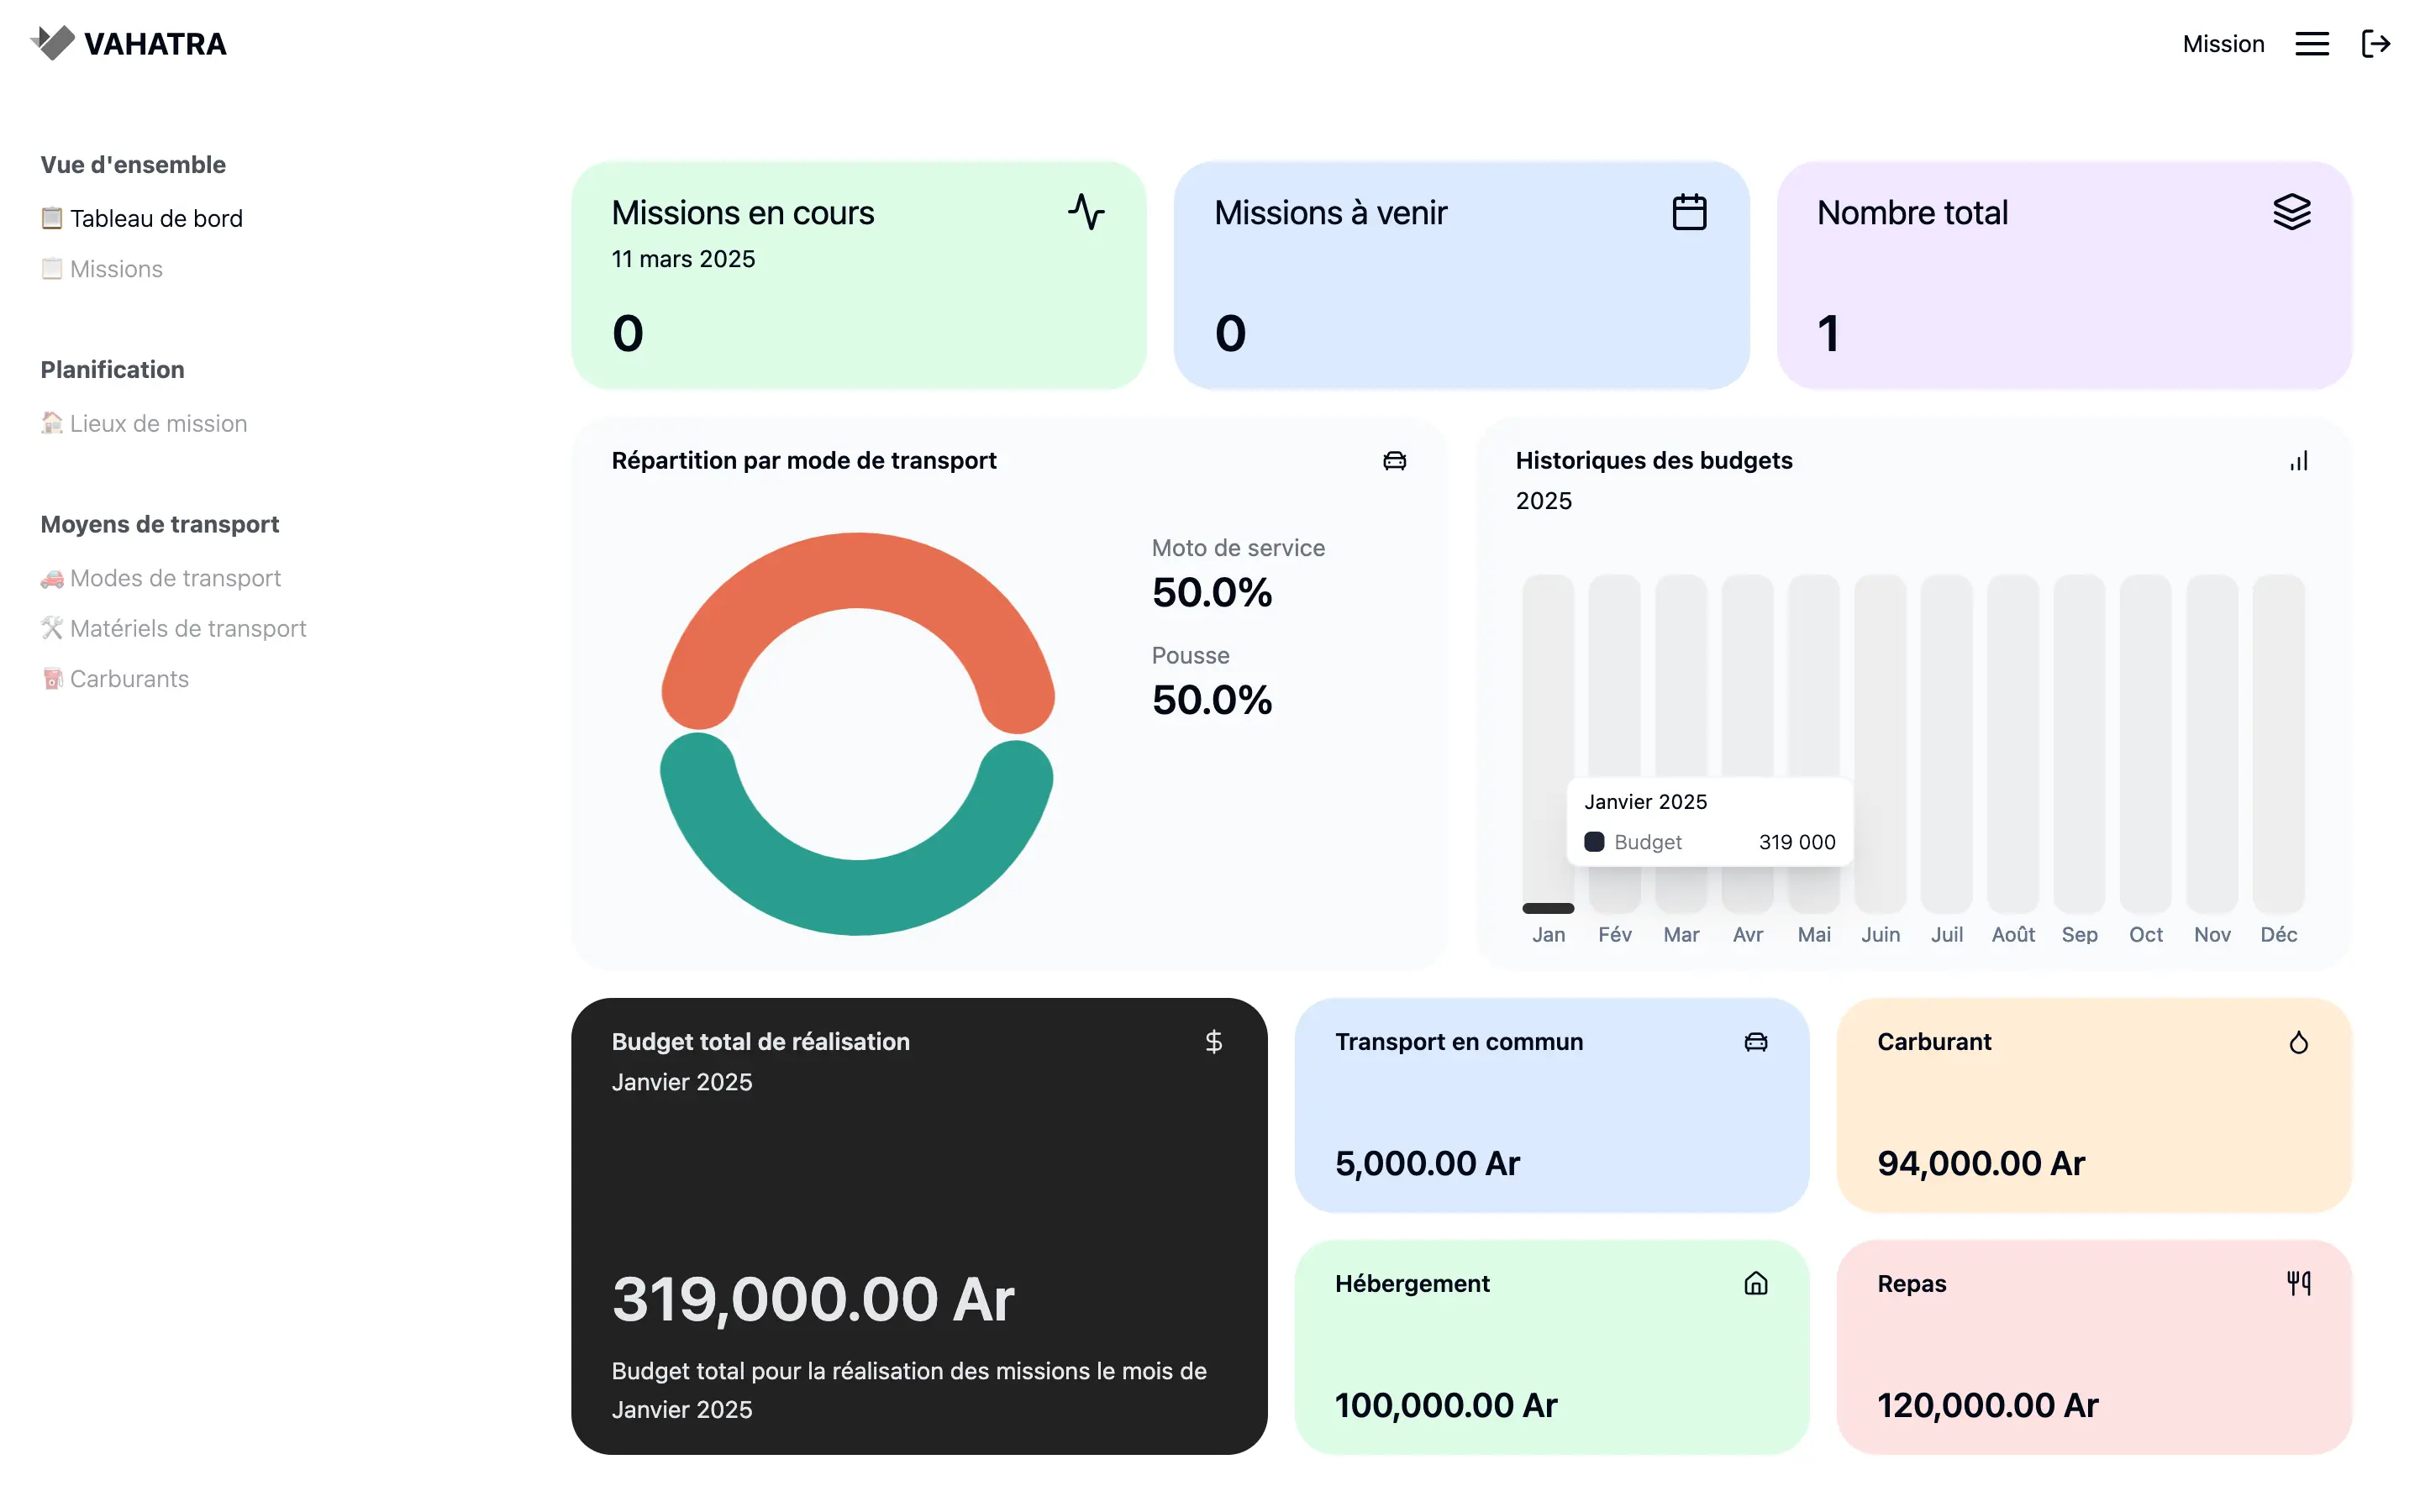 VAHATRA
Mission
Vue d'ensemble
Tableau de bord
Missions
Planification
Lieux de mission
Moyens de transport
Modes de transport
Matériels de transport
Carburants
Missions en cours
11 mars 2025
0
Missions à venir
0
Nombre total
1
Répartition par mode de transport
Moto de service
50.0%
Pousse
50.0%
Historiques des budgets
2025
Janvier 2025
Budget 319 000
Jan Fév Mar Avr Mai Juin Juil Août Sep Oct Nov Déc
Budget total de réalisation
Janvier 2025
319,000.00 Ar
Budget total pour la réalisation des missions le mois de
Janvier 2025
Transport en commun
5,000.00 Ar
Carburant
94,000.00 Ar
Hébergement
100,000.00 Ar
Repas
120,000.00 Ar